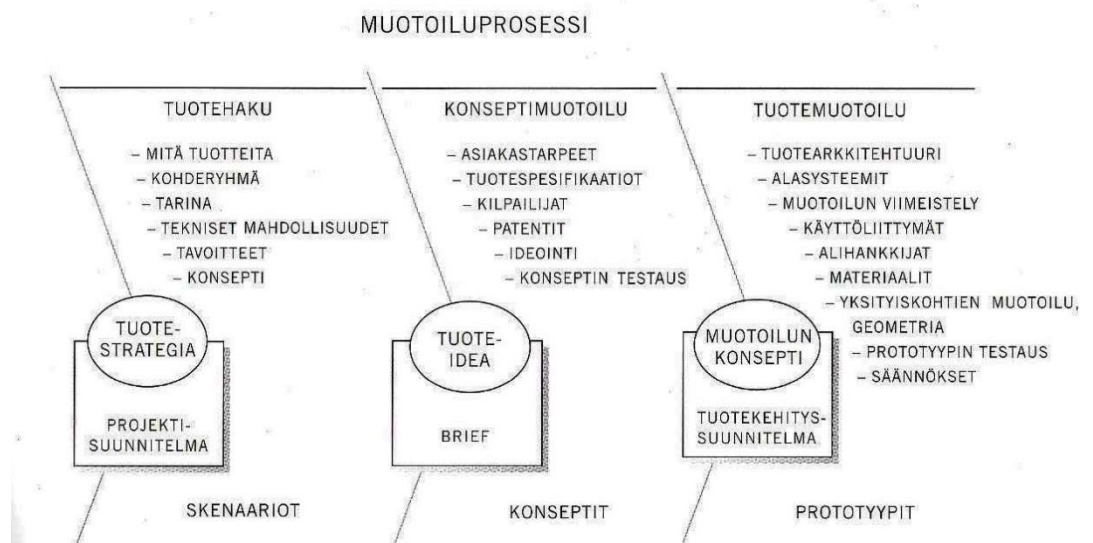 MUOTOILUPROSESSI
TUOTEHAKU
– MITÄ TUOTTEITA
– KOHDERYHMÄ
– TARINA
– TEKNISET MAHDOLLISUUDET
– TAVOITTEET
– KONSEPTI
TUOTE-
STRATEGIA
PROJEKTI-
SUUNNITELMA
SKENAARIOT
KONSEPTIMUOTOILU
– ASIAKASTARPEET
– TUOTESPESIFIKAATIOT
– KILPAILIJAT
– PATENTIT
– IDEOINTI
– KONSEPTIN TESTAUS
TUOTE-
IDEA
BRIEF
KONSEPTIT
TUOTEMUOTOILU
– TUOTEARKKITEHTUURI
– ALASYSTEEMIT
– MUOTOILUN VIIMEISTELY
– KÄYTTÖLIITTYMÄT
– ALIHANKKIJAT
– MATERIAALIT
– YKSITYISKOHTIEN MUOTOILU,
GEOMETRIA
– PROTOTYYPIN TESTAUS
– SÄÄNNÖKSET
MUOTOILUN
KONSEPTI
TUOTEKEHITYS-
SUUNNITELMA
PROTOTYYPIT